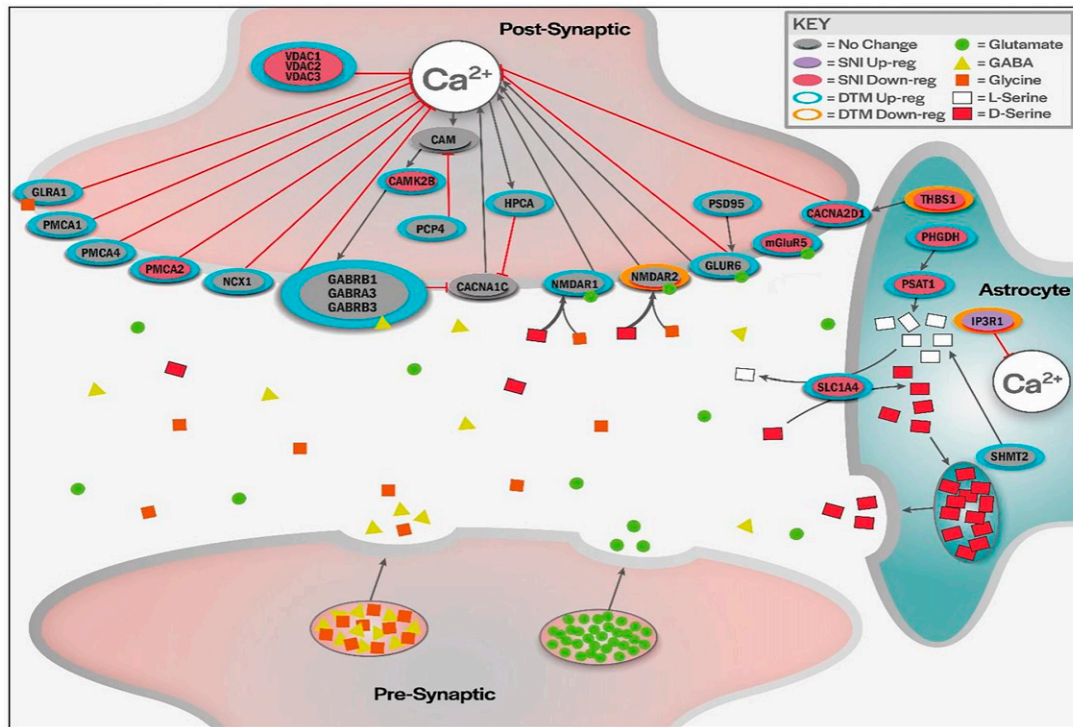 Post-Synaptic
KEY
= No Change
= SNI Up-reg
= SNI Down-reg
= DTM Up-reg
= DTM Down-reg
= Glutamate
= GABA
= Glycine
= L-Serine
= D-Serine
VDAC1
VDAC2
VDAC3
Ca2+
CAM
CAMK2B
PCP4
HPCA
PSD95
GLRA1
PMCA1
PMCA4
PMCA2
NCX1
GABRB1
GABRA3
GABRB3
CACNA1C
NMDAR1
NMDAR2
GLUR6
mGluR5
CACNA2D1
THBS1
PHGDH
PSAT1
Astrocyte
IP3R1
Ca2+
SLC1A4
SHMT2
Pre-Synaptic